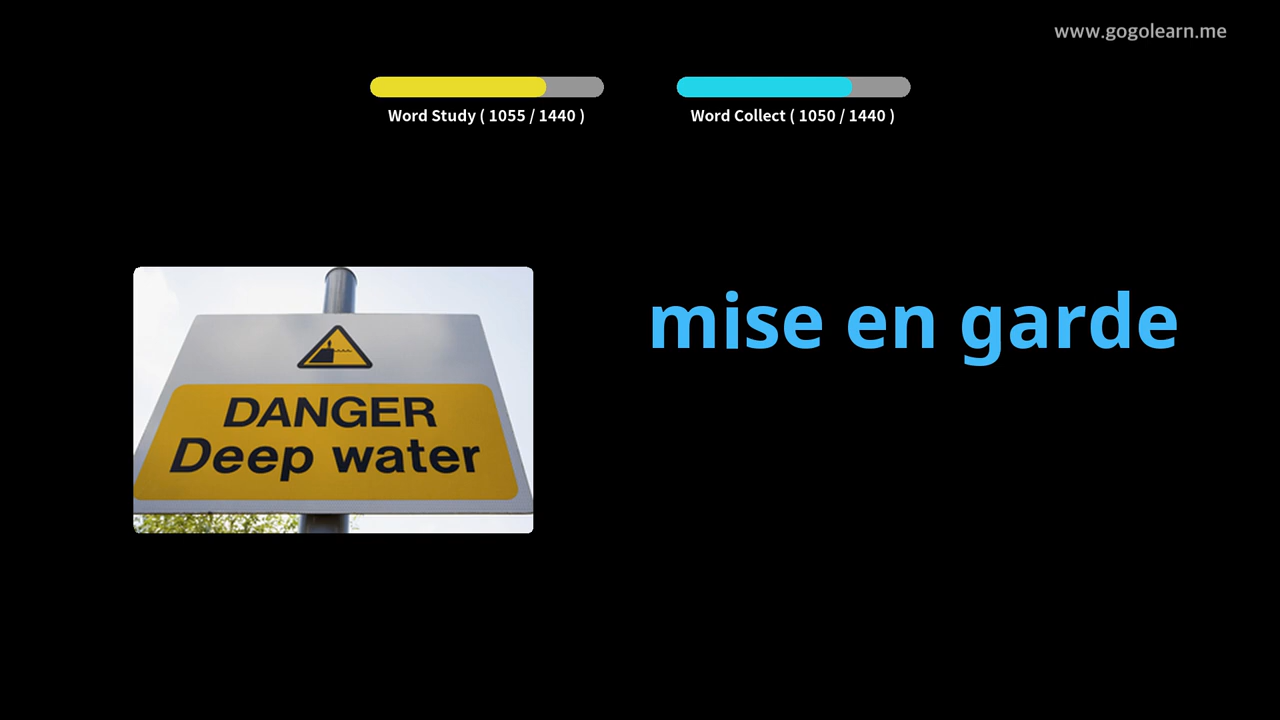 www.gogolearn.me
Word Study ( 1055 / 1440 )
Word Collect ( 1050 / 1440 )
mise en garde
DANGER
Deep water